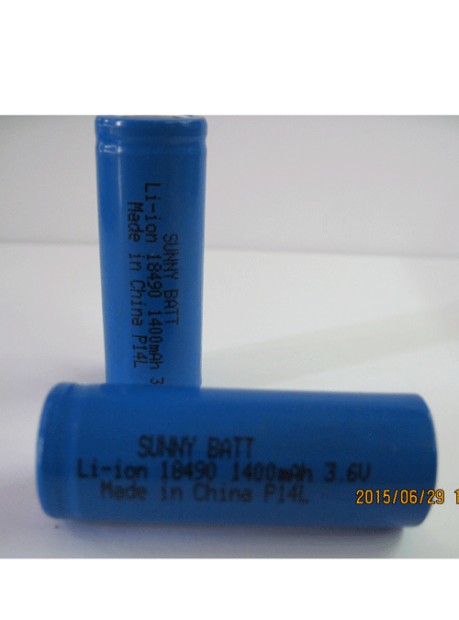 SUNNY BATT
Li-ion 18490 1400mAh 3
Made in China P14L
SUNNY BATT
Li-ion 18490 1400mAh 3.6V
Made in China P14L
2015/06/29 1